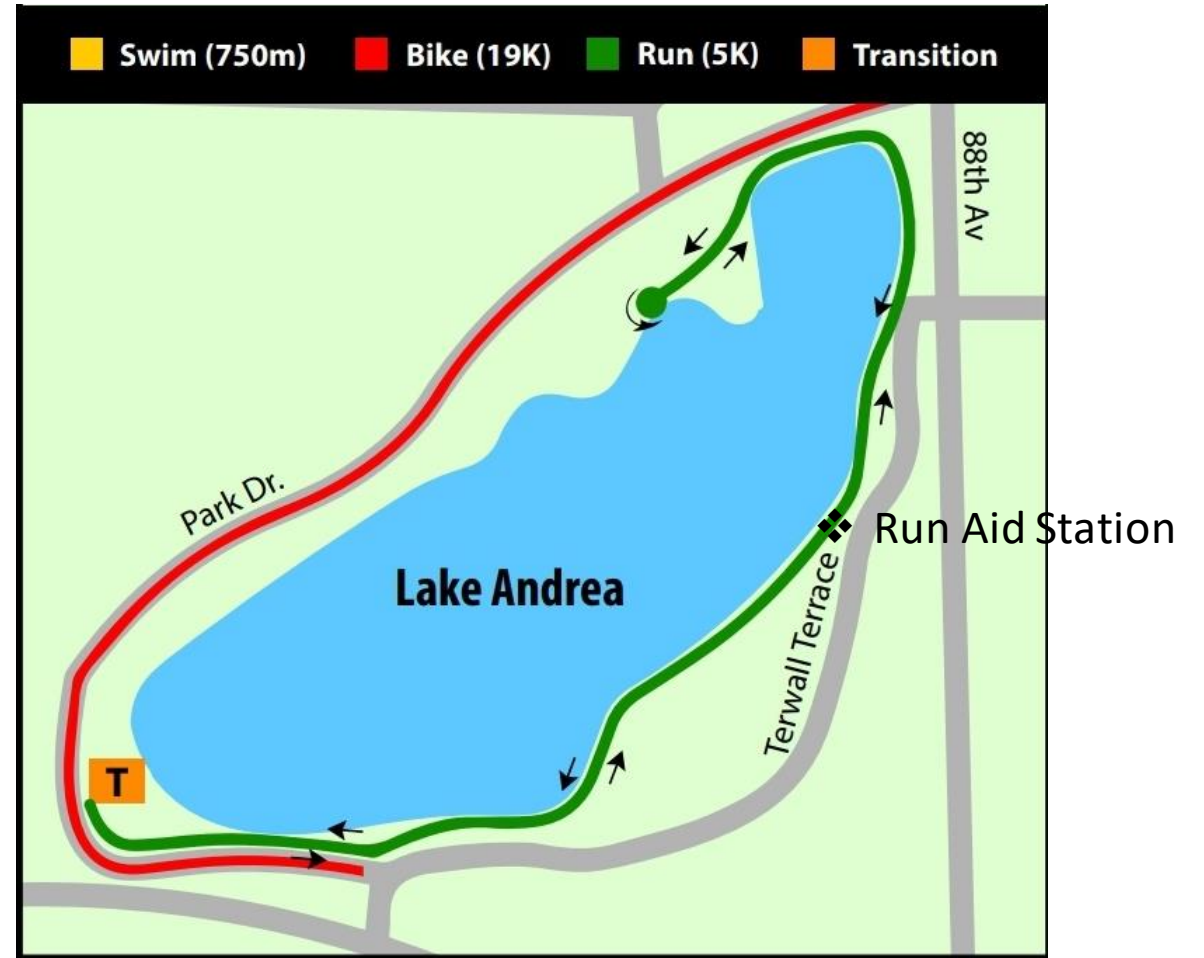 Swim (750m) Bike (19K) Run (5K) Transition
88th Av
Park Dr.
Run Aid Station
Lake Andrea
Terwall Terrace
T